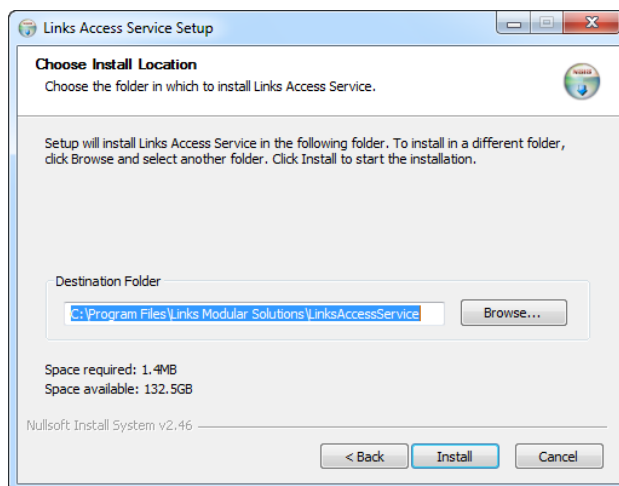 Links Access Service Setup
Choose Install Location
Choose the folder in which to install Links Access Service.
Setup will install Links Access Service in the following folder. To install in a different folder,
click Browse and select another folder. Click Install to start the installation.
Destination Folder
C:\Program Files\Links Modular Solutions\LinksAccessService
Browse...
Space required: 1.4MB
Space available: 132.5GB
Nullsoft Install System v2.46
< Back
Install
Cancel